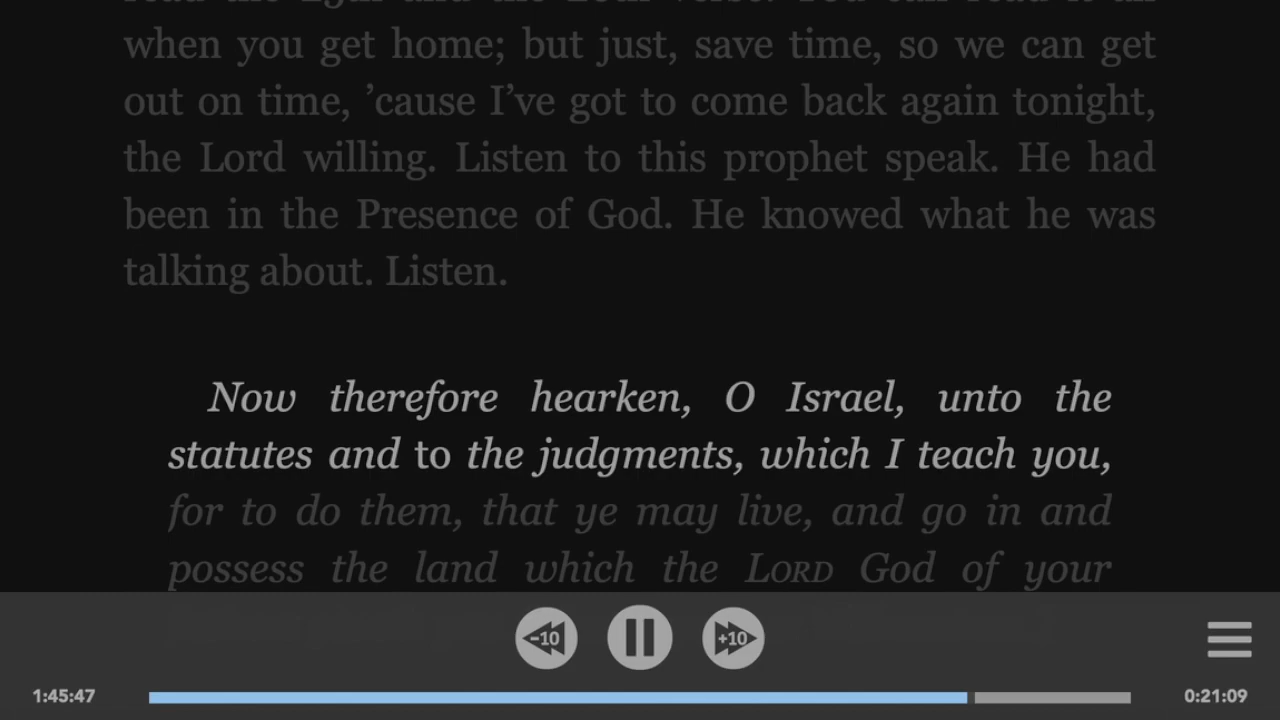 when you get home; but just, save time, so we can get
out on time, ’cause I’ve got to come back again tonight,
the Lord willing. Listen to this prophet speak. He had
been in the Presence of God. He knowed what he was
talking about. Listen.
Now therefore hearken, O Israel, unto the
statutes and to the judgments, which I teach you,
for to do them, that ye may live, and go in and
possess the land which the LORD God of your
-10
+10
1:45:47
0:21:09